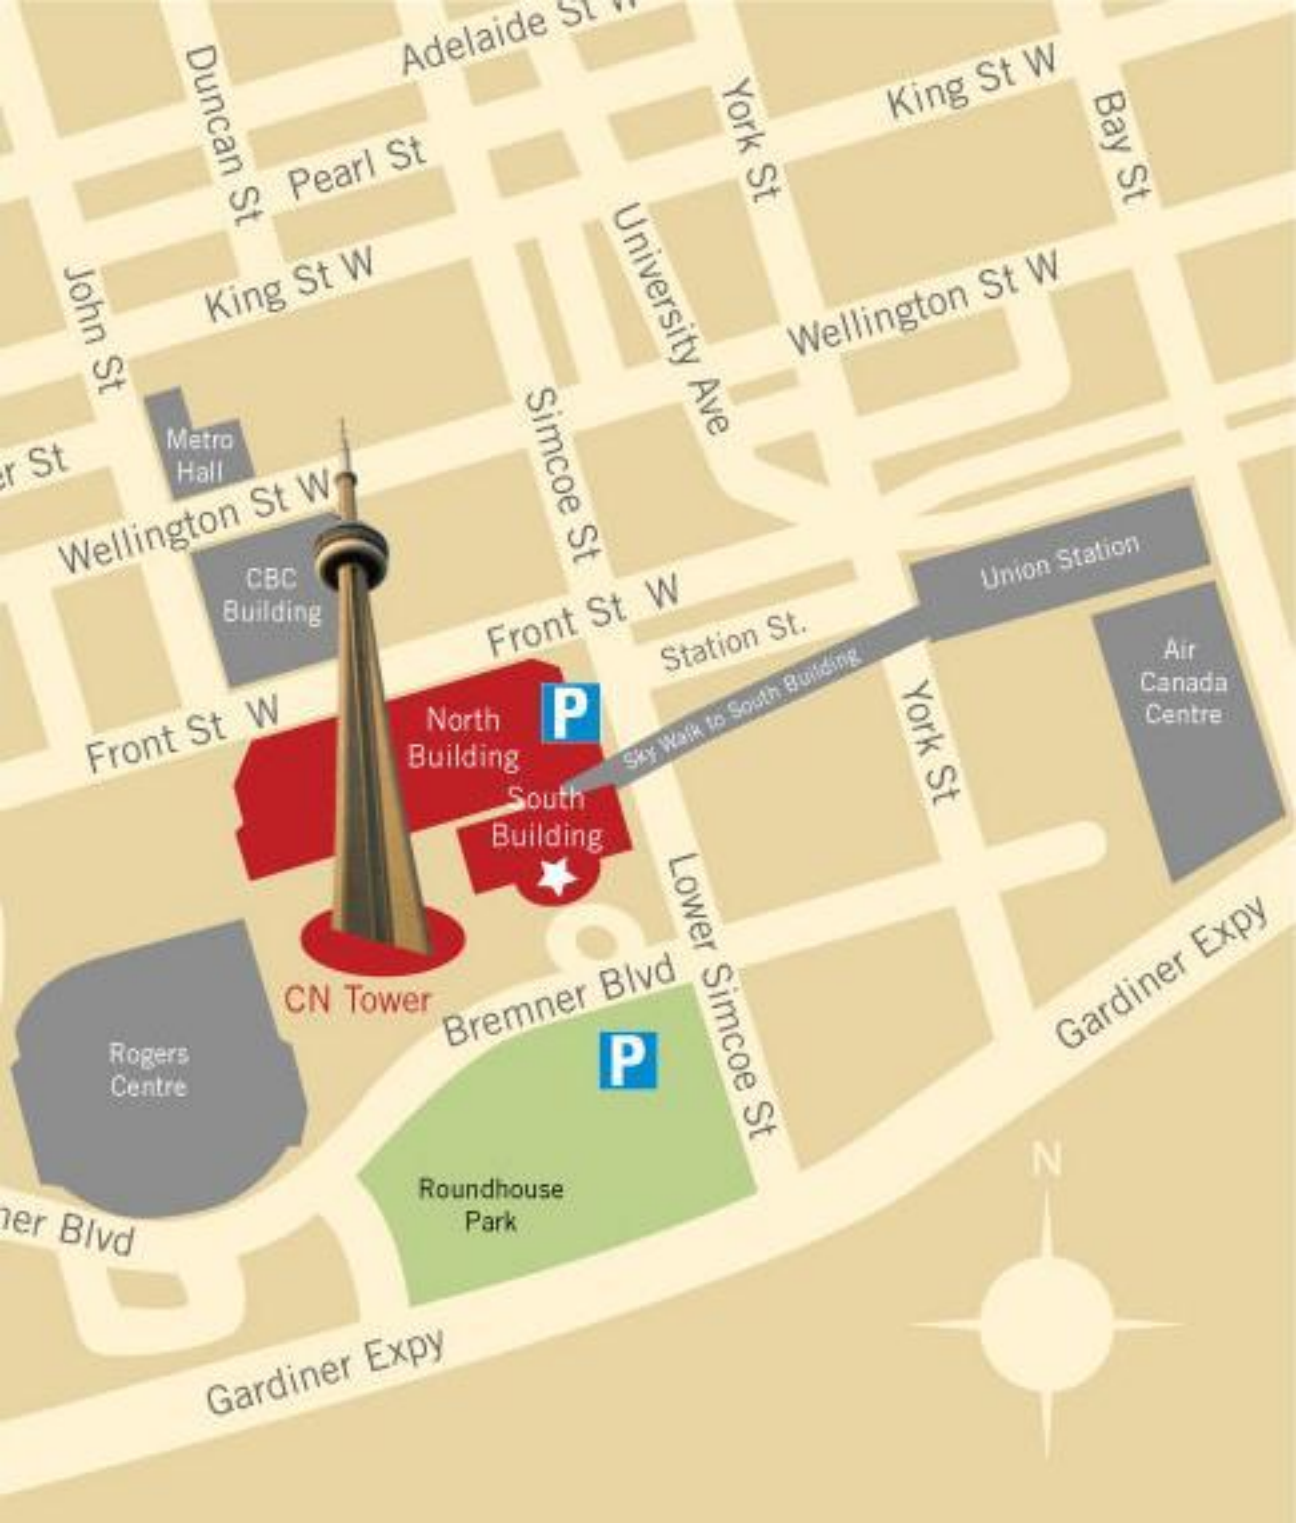 Adelaide St W
Duncan St
York St
King St W
Bay St
Pearl St
University Ave
King St W
John St
Wellington St W
Simcoe St
Metro
Hall
St
Wellington St W
CBC
Building
Union Station
Front St W
Station St.
Sky Walk to South Building
Air
Canada
Centre
Front St W
North
Building
P
York St
South
Building
Lower Simcoe St
CN Tower
Bremner Blvd
Gardiner Expy
Rogers
Centre
P
N
Roundhouse
Park
Blvd
Gardiner Expy